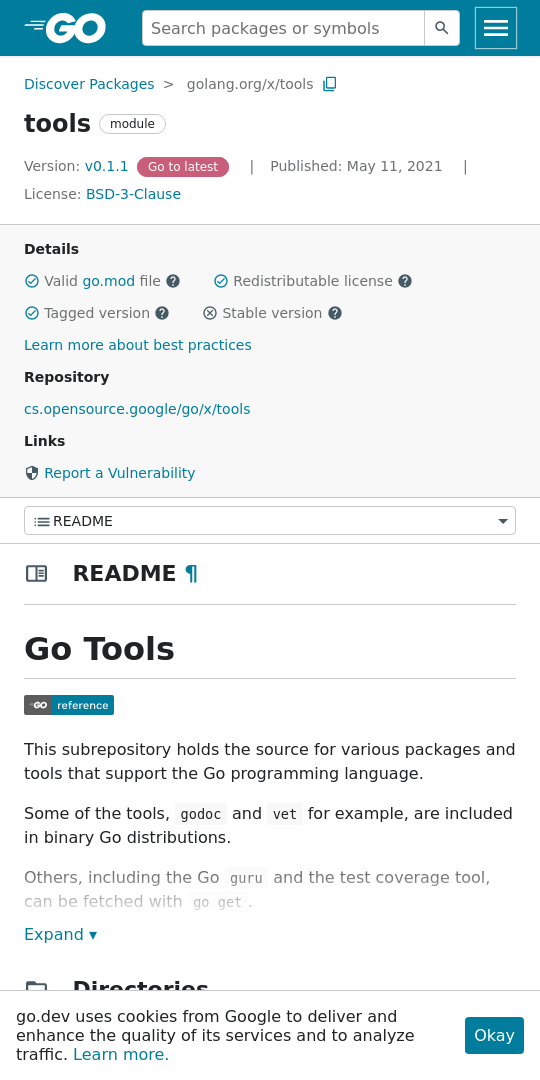 GO
Search packages or symbols
Discover Packages > golang.org/x/tools
tools module
Version: v0.1.1 Go to latest | Published: May 11, 2021 |
License: BSD-3-Clause
Details
Valid go.mod file Redistributable license
Tagged version Stable version
Learn more about best practices
Repository
cs.opensource.google/go/x/tools
Links
Report a Vulnerability
README
README ¶
Go Tools
GO reference
This subrepository holds the source for various packages and
tools that support the Go programming language.
Some of the tools, godoc and vet for example, are included
in binary Go distributions.
Others, including the Go guru and the test coverage tool,
can be fetched with go get .
Expand ▾
Directories
go.dev uses cookies from Google to deliver and
enhance the quality of its services and to analyze
traffic. Learn more.
Okay